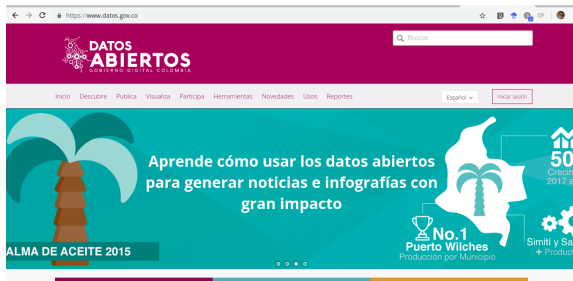 https://www.datos.gov.co
DATOS
ABIERTOS
GOBIERNO DIGITAL COLOMBIA
Buscar
Inicio Descubre Publica Visualiza Participa Herramientas Novedades Usos Reportes
Español
Iniciar sesión
Aprende cómo usar los datos abiertos
para generar noticias e infografías con
gran impacto
50
Crecin
2017 a
No.1
Puerto Wilches
Producción por Municipio
Simiti y Sa
+ Product
ALMA DE ACEITE 2015